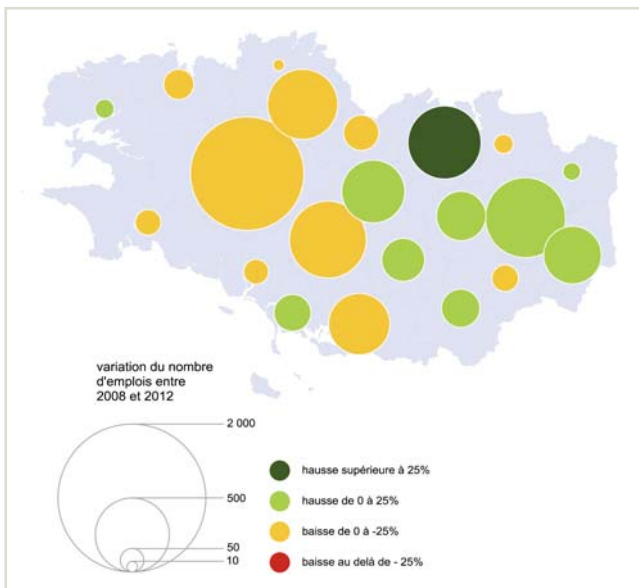 variation du nombre
d'emplois entre
2008 et 2012
2 000
500
50
10
hausse supérieure à 25%
hausse de 0 à 25%
baisse de 0 à -25%
baisse au delà de - 25%